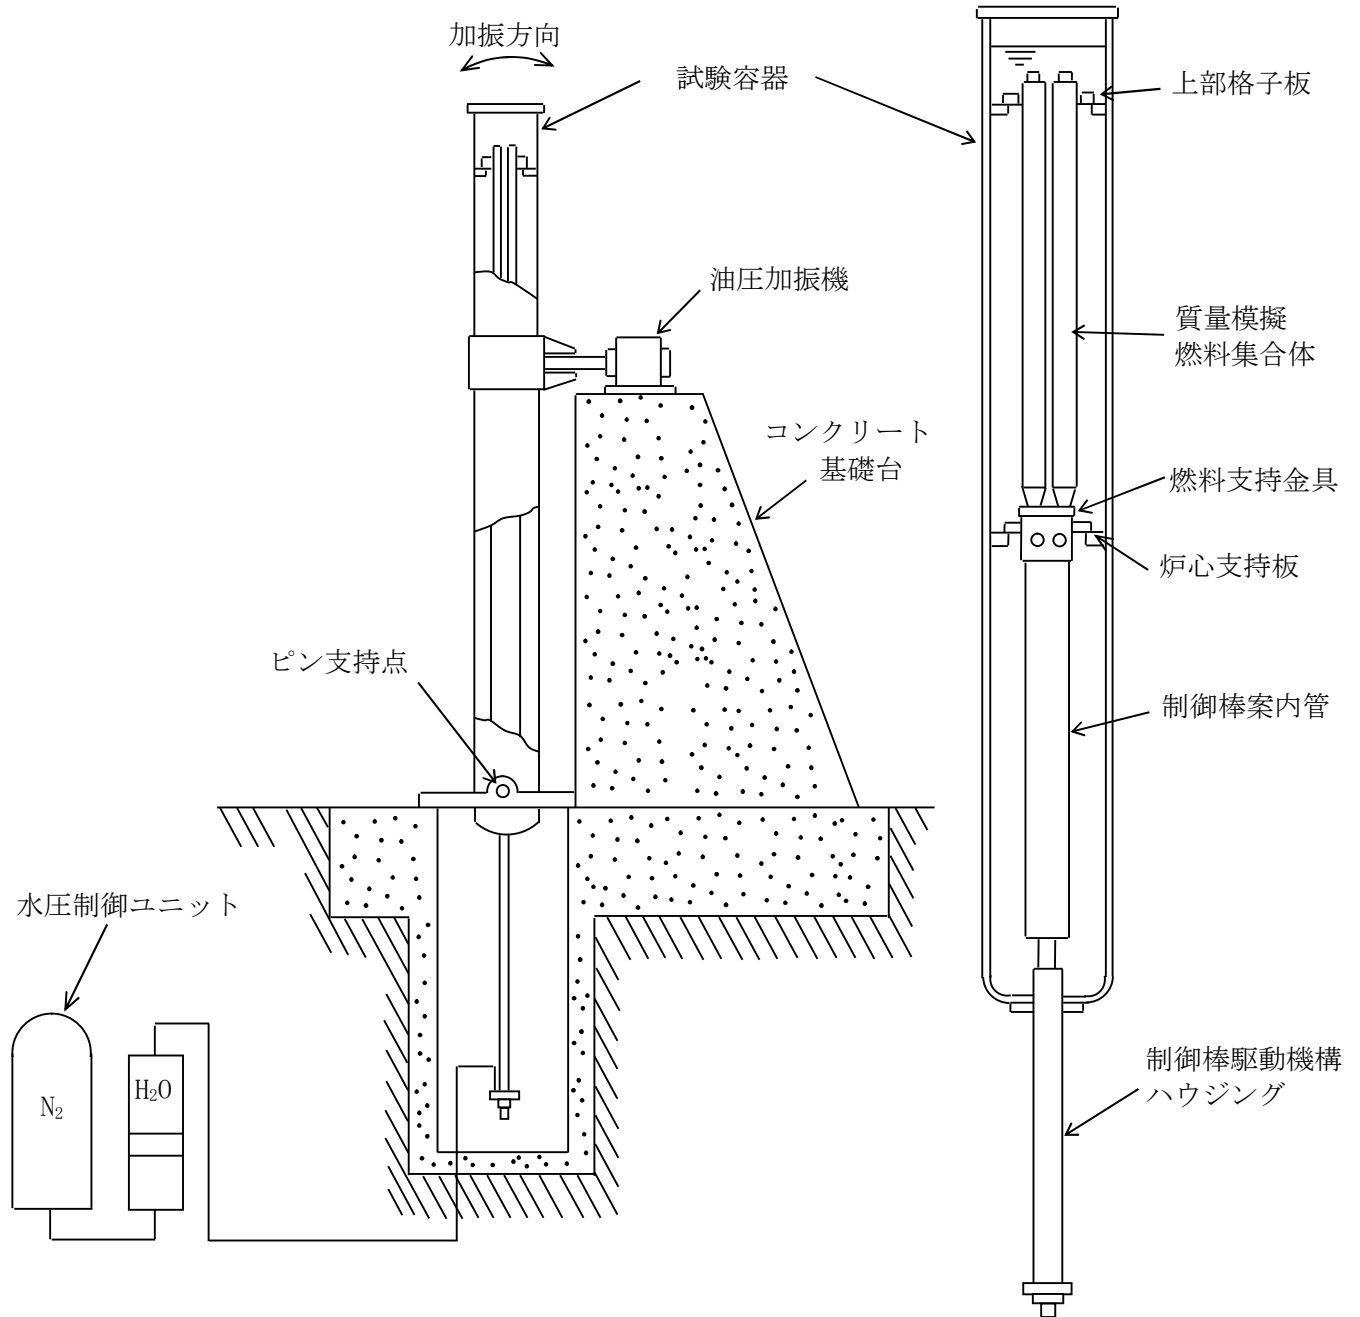 加振方向
試験容器
上部格子板
油圧加振機
質量模擬
燃料集合体
コンクリート
基礎台
燃料支持金具
炉心支持板
ピン支持点
制御棒案内管
水圧制御ユニット
N₂
H₂O
制御棒駆動機構
ハウジング